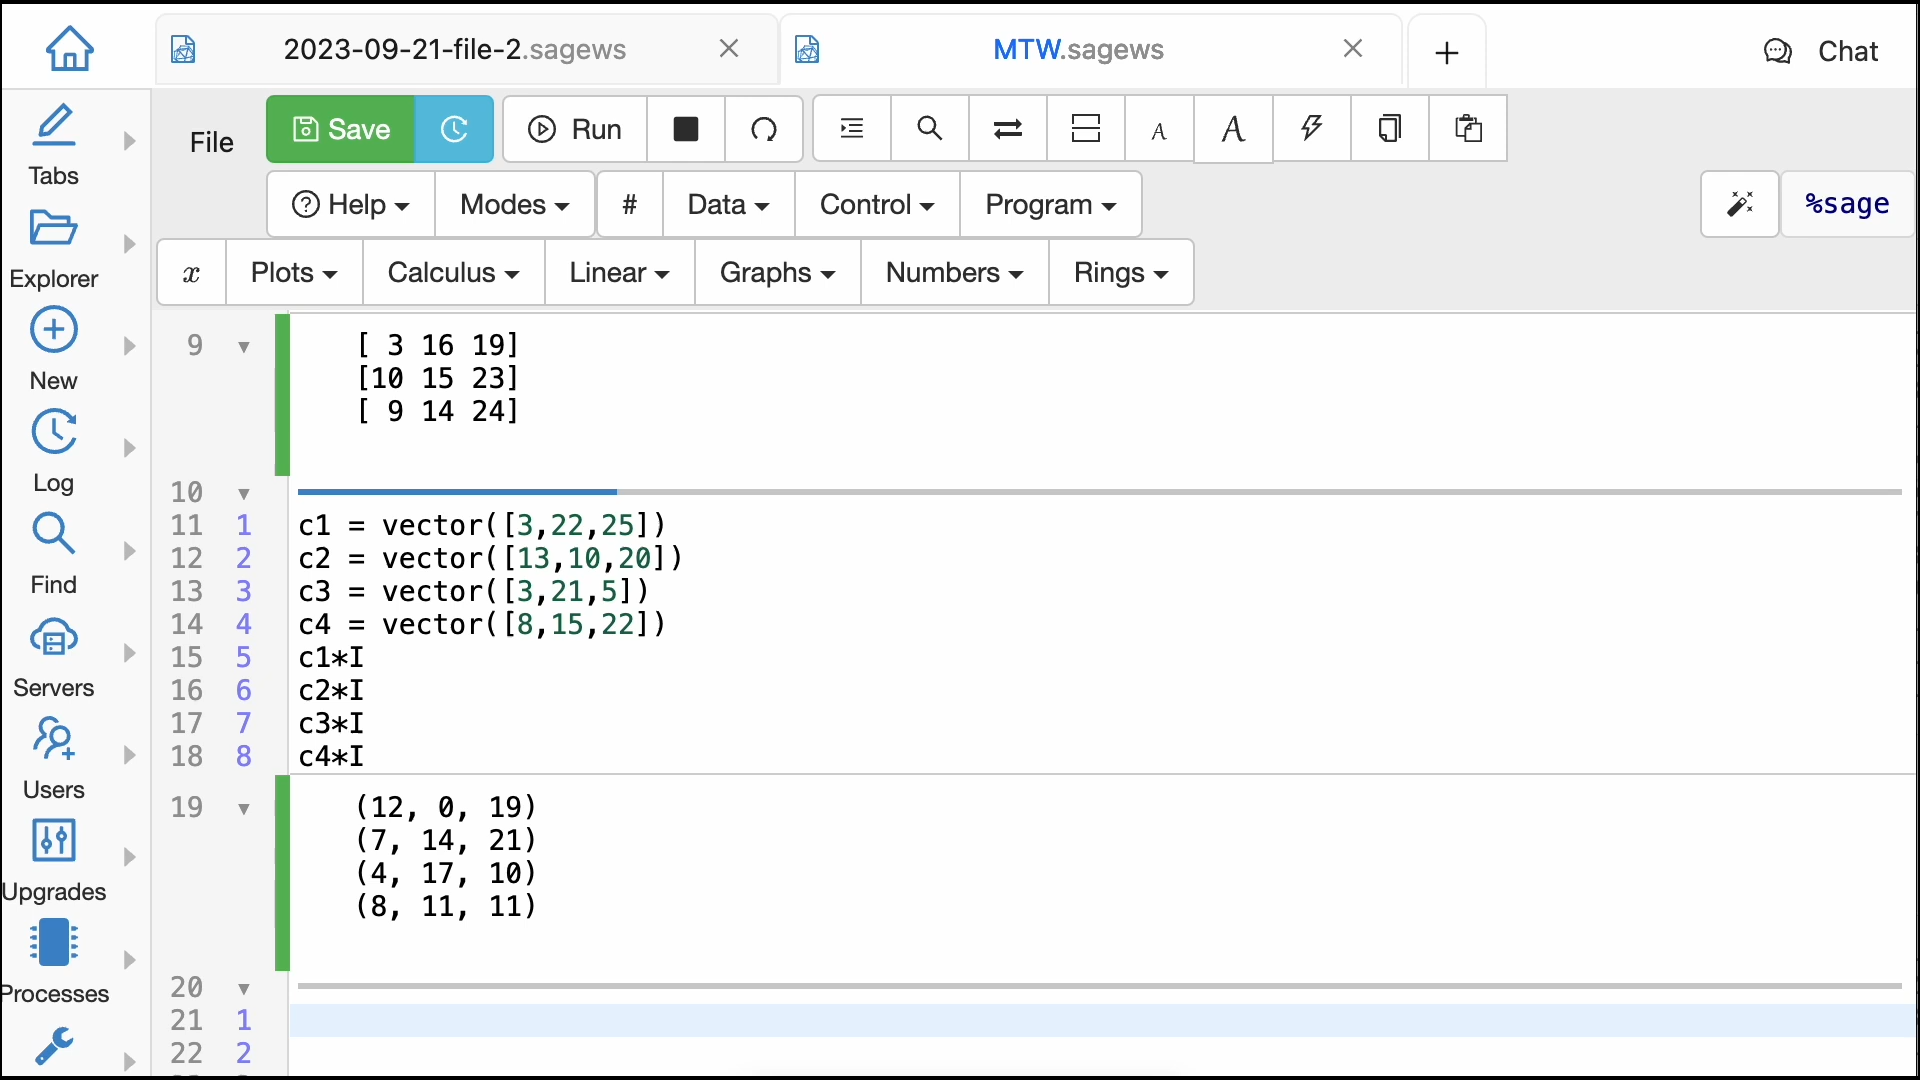 2023-09-21-file-2.sagews
MTW.sagews
Chat
File
Save
Run
A
A
Help
Modes
#
Data
Control
Program
%sage
x
Plots
Calculus
Linear
Graphs
Numbers
Rings
Tabs
Explorer
New
Log
Find
Servers
Users
Upgrades
Processes
9 [ 3 16 19]
[10 15 23]
[ 9 14 24]
10
11 1 c1 = vector([3,22,25])
12 2 c2 = vector([13,10,20])
13 3 c3 = vector([3,21,5])
14 4 c4 = vector([8,15,22])
15 5 c1*I
16 6 c2*I
17 7 c3*I
18 8 c4*I
19 (12, 0, 19)
(7, 14, 21)
(4, 17, 10)
(8, 11, 11)
20
21 1
22 2